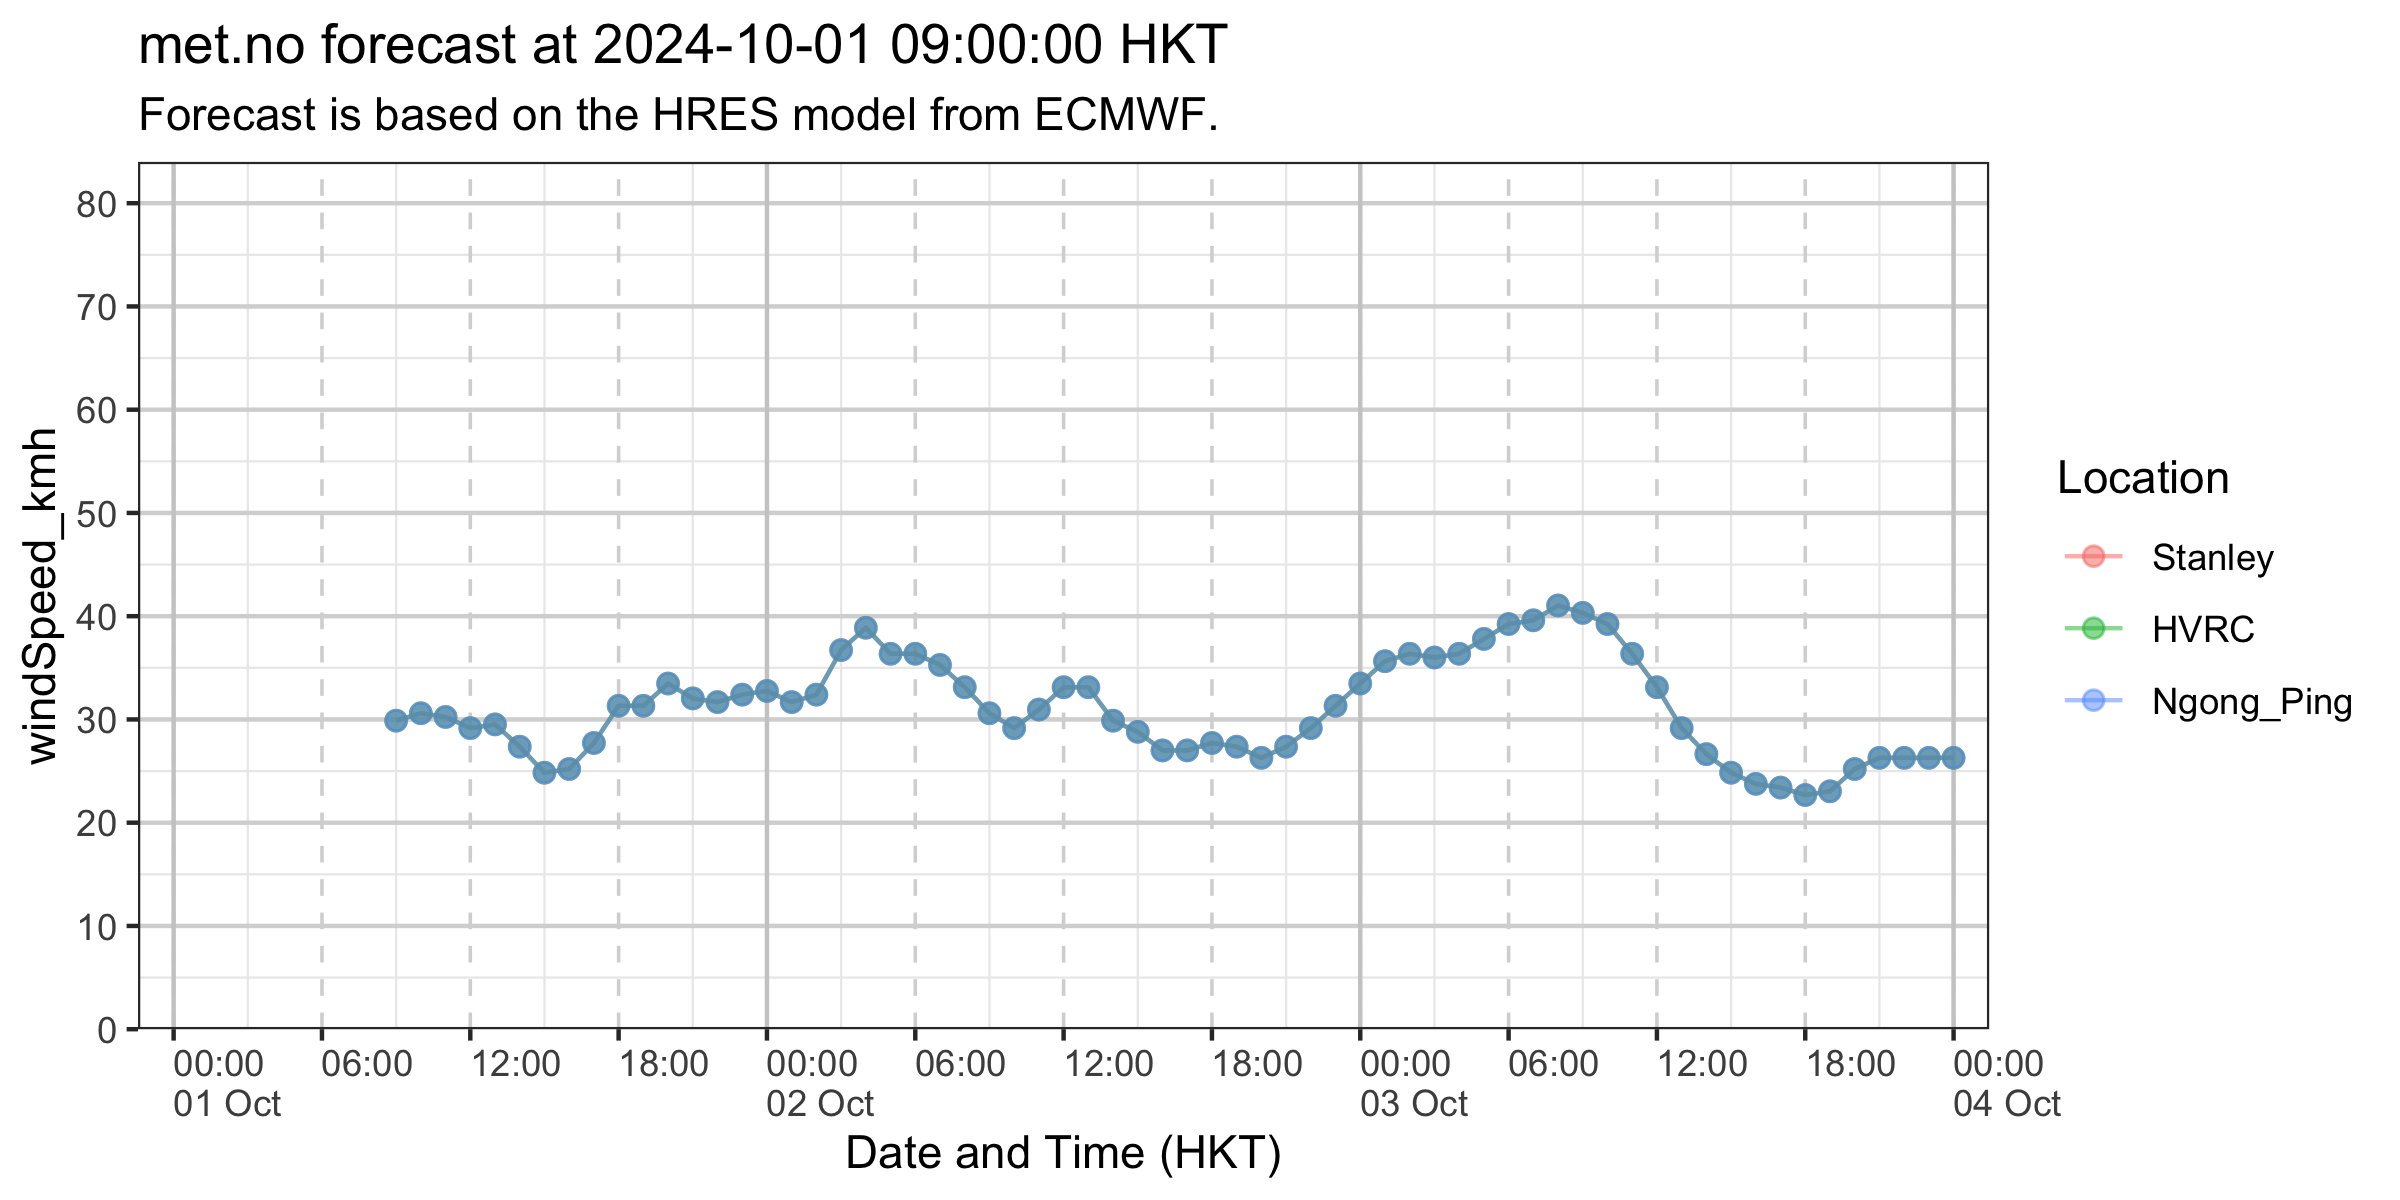 met.no forecast at 2024-10-01 09:00:00 HKT
Forecast is based on the HRES model from ECMWF.
windSpeed_kmh
80
70
60
50
40
30
20
10
0
00:00 06:00 12:00 18:00 00:00 06:00 12:00 18:00 00:00 06:00 12:00 18:00 00:00
01 Oct 02 Oct 03 Oct 04 Oct
Date and Time (HKT)
Location
Stanley
HVRC
Ngong_Ping